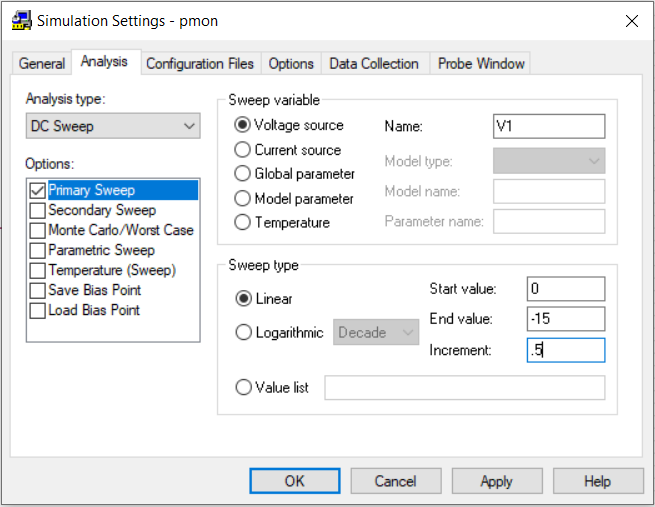 Simulation Settings - pmon
General Analysis Configuration Files Options Data Collection Probe Window
Analysis type:
DC Sweep
Options:
Primary Sweep
Secondary Sweep
Monte Carlo/Worst Case
Parametric Sweep
Temperature (Sweep)
Save Bias Point
Load Bias Point
Sweep variable
Voltage source
Current source
Global parameter
Model parameter
Temperature
Name: V1
Model type:
Model name:
Parameter name:
Sweep type
Linear
Logarithmic Decade
Value list
Start value: 0
End value: -15
Increment: .5
OK Cancel Apply Help